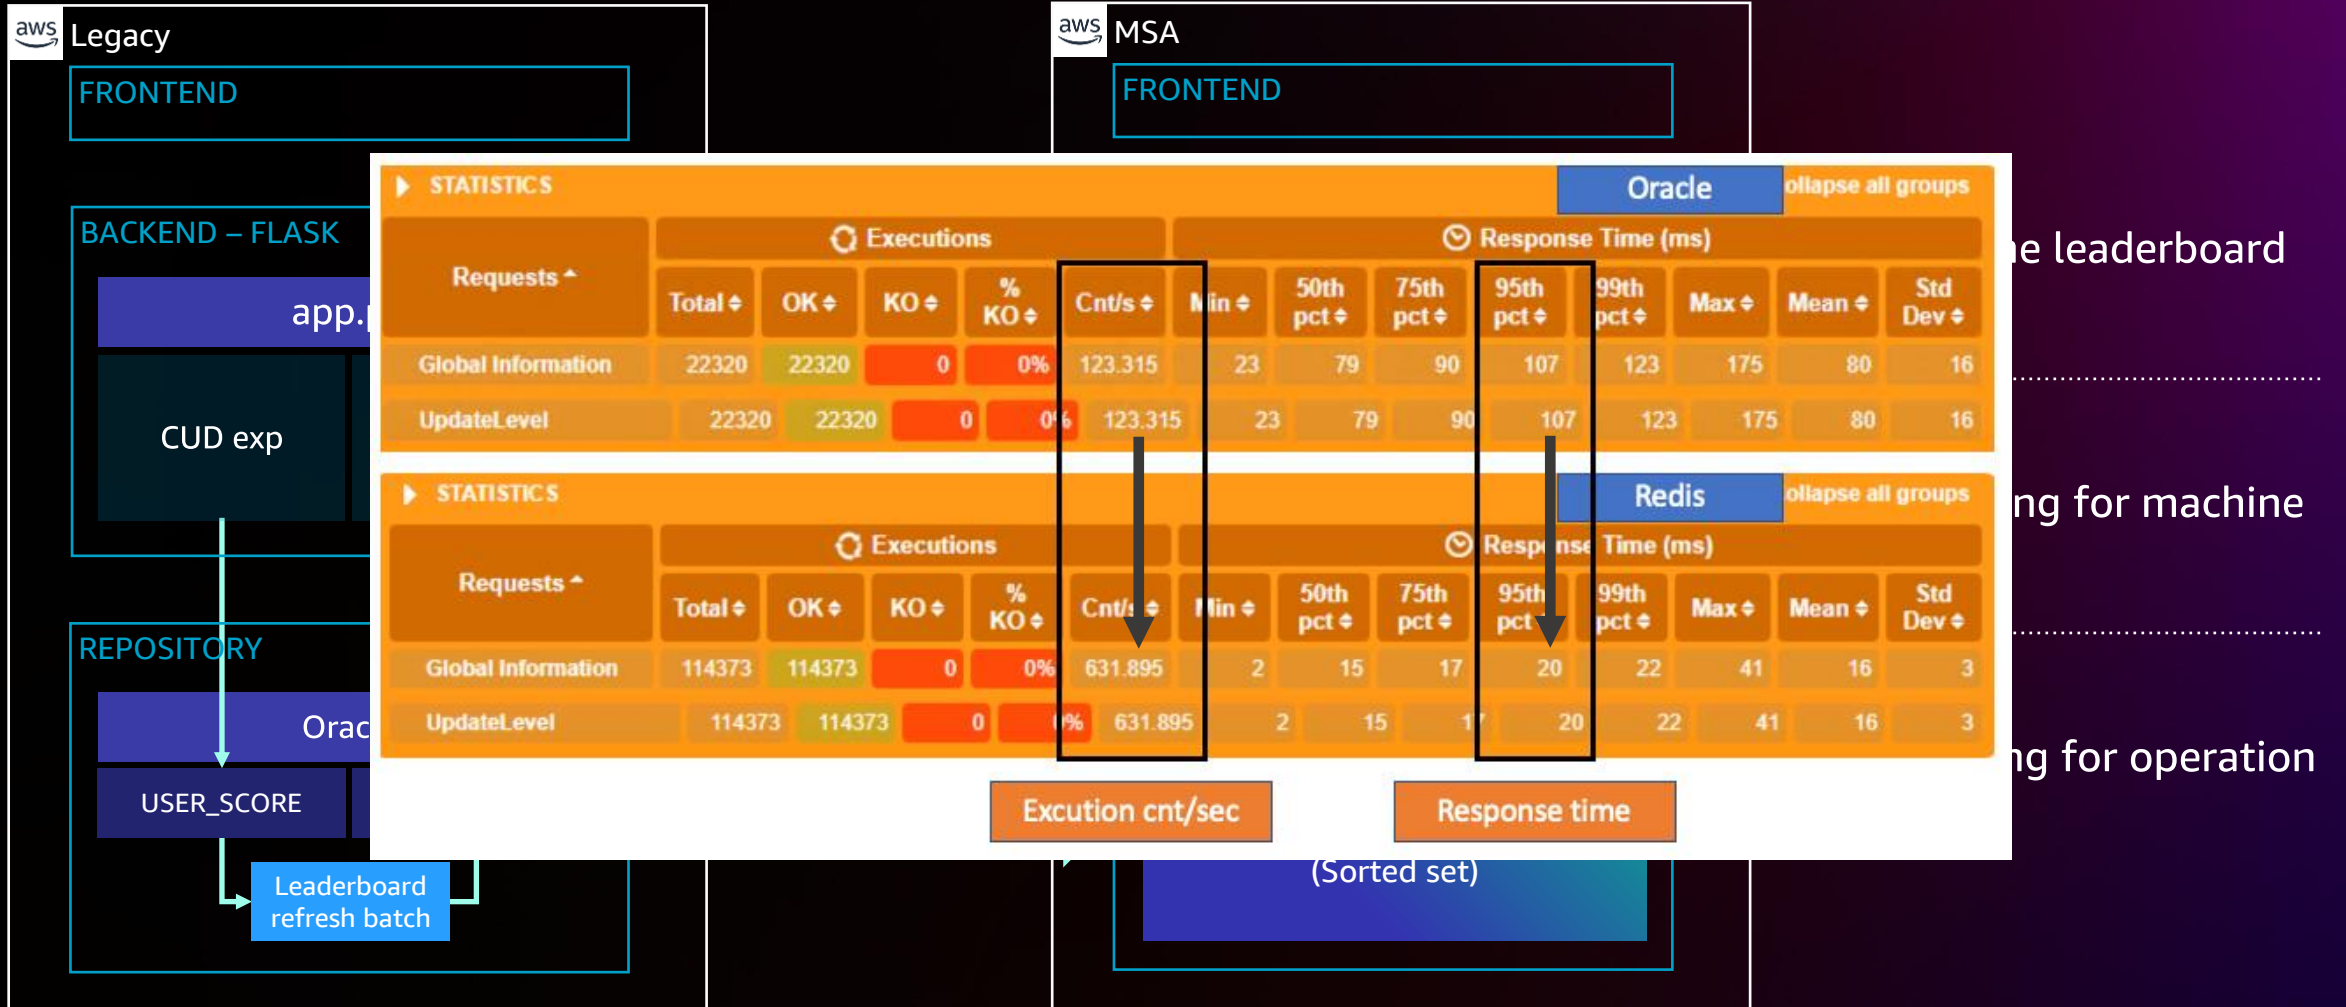 aws Legacy
FRONTEND
BACKEND – FLASK
app.
CUD exp
REPOSITORY
USER_SCORE
Leaderboard
refresh batch
aws MSA
FRONTEND
STATISTICS
Oracle
ollapse all groups
Requests
Executions
Response Time (ms)
Total OK KO % KO Cnt/s Min 50th pct 75th pct 95th pct 99th pct Max Mean Std Dev
Global Information 22320 22320 0 0% 123.315 23 79 90 107 123 175 80 16
UpdateLevel 22320 22320 0 0% 123.315 23 79 90 107 123 175 80 16
STATISTICS
Redis
ollapse all groups
Requests
Executions
Response Time (ms)
Total OK KO % KO Cnt/s Min 50th pct 75th pct 95th pct 99th pct Max Mean Std Dev
Global Information 114373 114373 0 0% 631.895 2 15 17 20 22 41 16 3
UpdateLevel 114373 114373 0 0% 631.895 2 15 17 20 22 41 16 3
Excution cnt/sec
Response time
(Sorted set)
e leaderboard
ng for machine
ng for operation